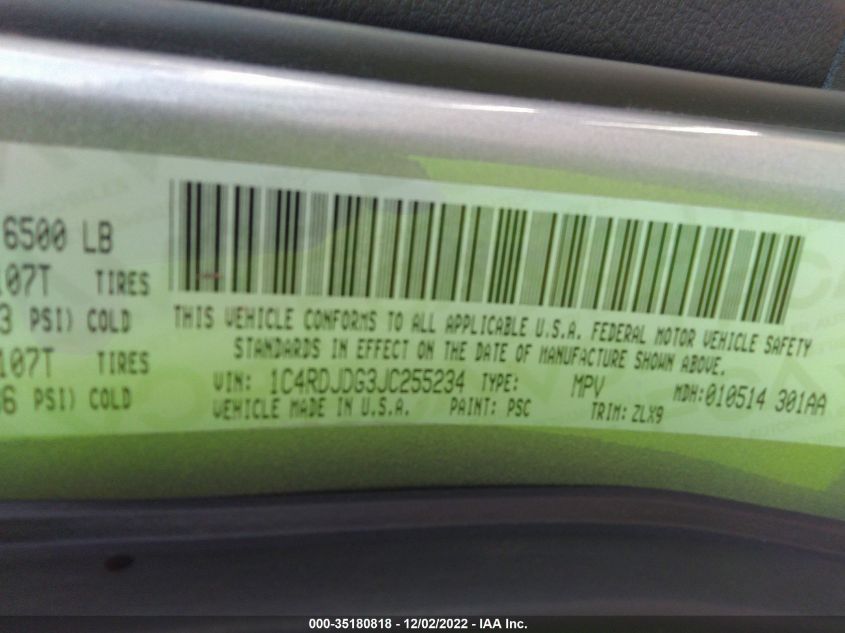 6500 LB
107T TIRES
3 PSI) COLD
107T TIRES
36 PSI) COLD
THIS VEHICLE CONFORMS TO ALL APPLICABLE U.S.A. FEDERAL MOTOR VEHICLE SAFETY
STANDARDS IN EFFECT ON THE DATE OF MANUFACTURE SHOWN ABOVE.
VIN: 1C4RDJDG3JC255234 TYPE: MPV MDH:010514 301AA
VEHICLE MADE IN U.S.A. PAINT: PSC TRIM: ZLX9
000-35180818 - 12/02/2022 - IAA Inc.